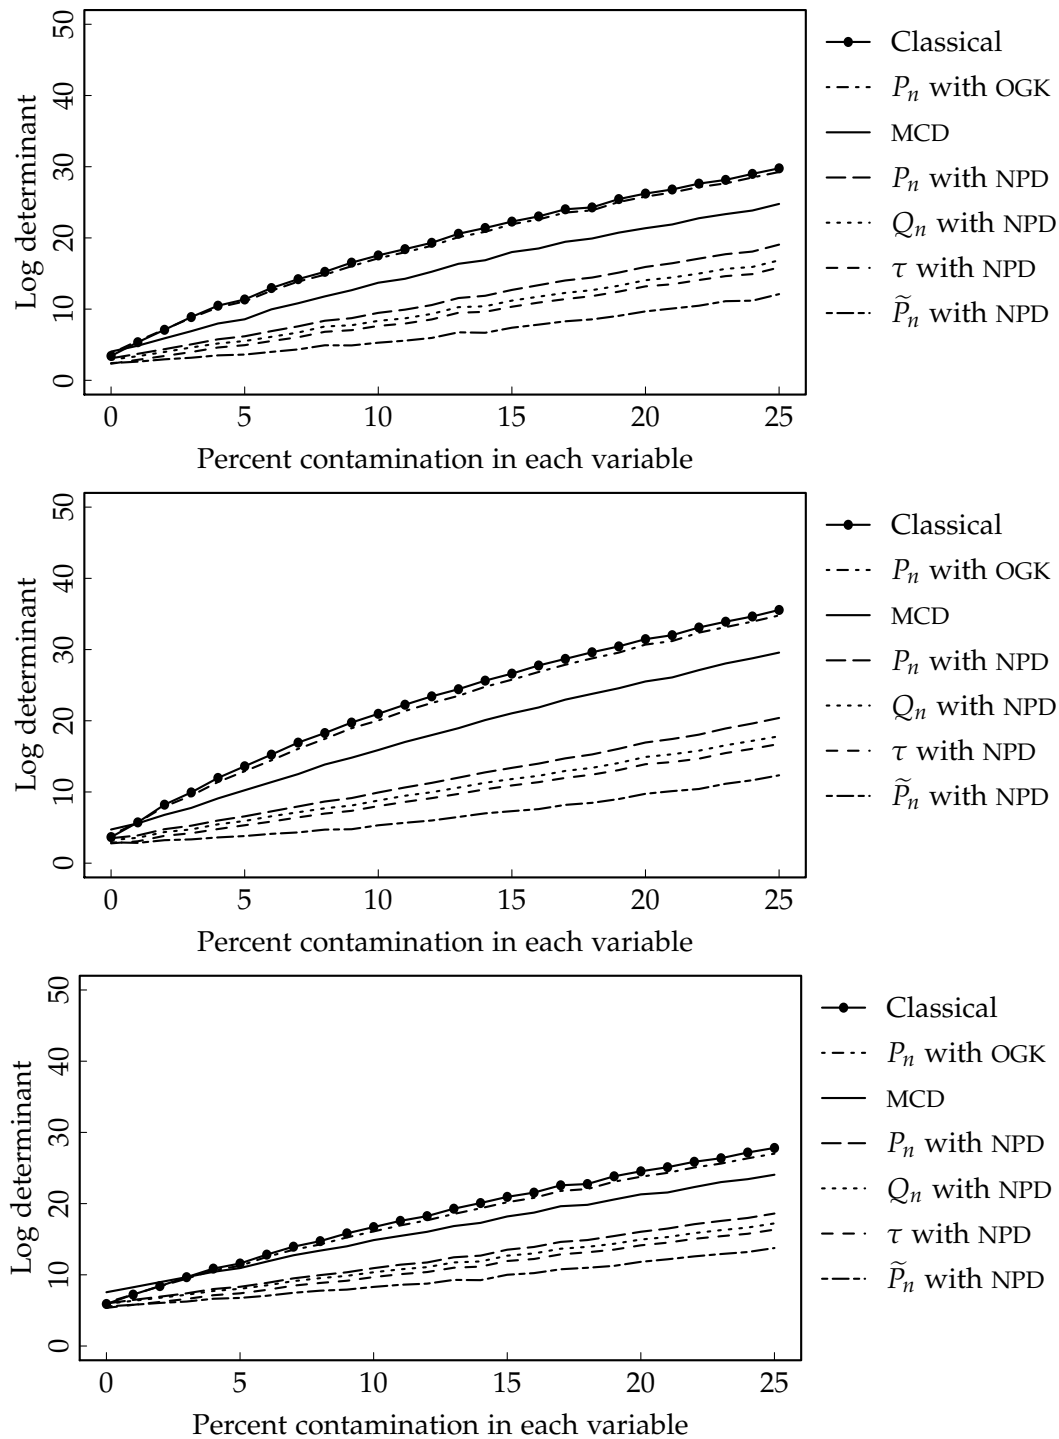 Log determinant
50
40
30
20
10
0
0 5 10 15 20 25
Percent contamination in each variable
Classical
Pₙ with OGK
MCD
Pₙ with NPD
Qₙ with NPD
τ with NPD
P̃ₙ with NPD
Log determinant
50
40
30
20
10
0
0 5 10 15 20 25
Percent contamination in each variable
Classical
Pₙ with OGK
MCD
Pₙ with NPD
Qₙ with NPD
τ with NPD
P̃ₙ with NPD
Log determinant
50
40
30
20
10
0
0 5 10 15 20 25
Percent contamination in each variable
Classical
Pₙ with OGK
MCD
Pₙ with NPD
Qₙ with NPD
τ with NPD
P̃ₙ with NPD